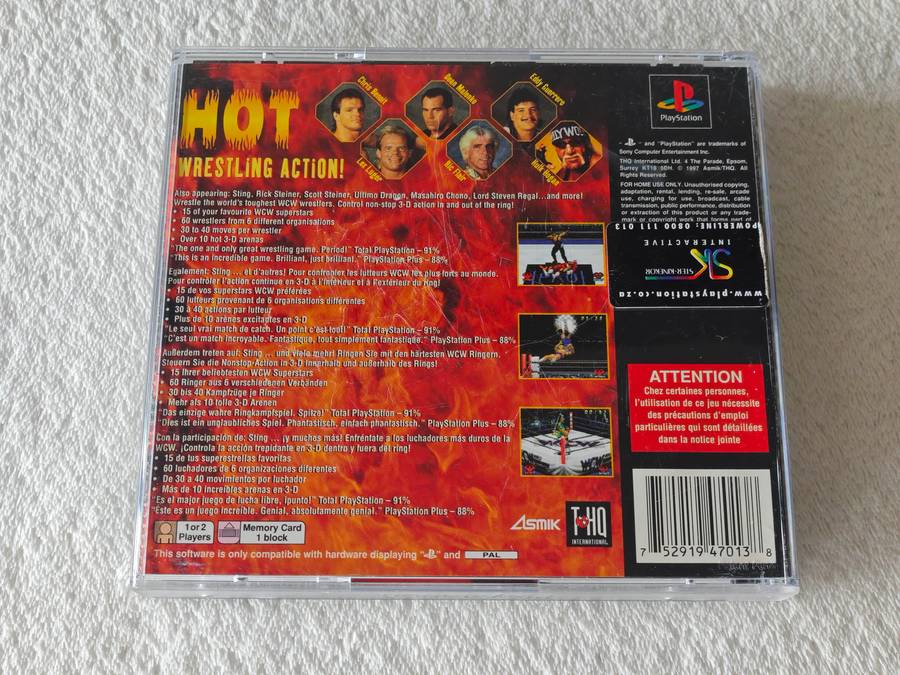 HOT
WRESTLING ACTION!
Chris Benoit
Dean Malenko
Eddy Guerrero
Lex Luger
Ric Flair
Hulk Hogan
Also appearing: Sting, Rick Steiner, Scott Steiner, Ultimo Dragon, Masahiro Chono, Lord Steven Regal...and more!
Wrestle the world's toughest WCW wrestlers. Control non-stop 3-D action in and out of the ring!
• 15 of your favourite WCW superstars
• 60 wrestlers from 6 different organisations
• 30 to 40 moves per wrestler
• Over 10 hot 3-D arenas
"The one and only great wrestling game. Period!" Total PlayStation – 91%
"This is an incredible game. Brilliant, just brilliant." PlayStation Plus – 88%
Egalement: Sting ... et d'autres! Pour contrôler les lutteurs WCW les plus forts au monde.
Pour contrôler l'action continue en 3-D à l'intérieur et à l'extérieur du ring!
• 15 de vos superstars WCW préférées
• 60 lutteurs provenant de 6 organisations différentes
• 30 à 40 actions par lutteur
• Plus de 10 arènes excitantes en 3-D
"Le seul vrai match de catch. Un point c'est tout!" Total PlayStation – 91%
"C'est un match incroyable. Fantastique, tout simplement fantastique." PlayStation Plus – 88%
Außerdem treten auf: Sting ... und viele mehr! Ringen Sie mit den härtesten WCW Ringern.
Steuern Sie die Nonstop-Action in 3-D innerhalb und außerhalb des Rings!
• 15 Ihrer beliebtesten WCW Superstars
• 60 Ringer aus 6 verschiedenen Verbänden
• 30 bis 40 Kampfzüge je Ringer
• Mehr als 10 tolle 3-D Arenen
"Das einzige wahre Ringkampfspiel. Spitze!" Total PlayStation – 91%
"Dies ist ein unglaubliches Spiel. Phantastisch, einfach phantastisch." PlayStation Plus – 88%
Con la participación de: Sting ... ¡y muchos más! Enfréntate a los luchadores más duros de la
WCW. ¡Controla la acción trepidante en 3-D dentro y fuera del ring!
• 15 de tus superestrellas favoritas
• 60 luchadores de 6 organizaciones diferentes
• De 30 a 40 movimientos por luchador
• Más de 10 increíbles arenas en 3-D
"Es el major juego de lucha libre, ¡punto!" Total PlayStation – 91%
"Éste es un juego increíble. Genial, absolutamente genial." PlayStation Plus – 88%
1 or 2
Players
Memory Card
1 block
ASMIK
T·HQ
INTERNATIONAL
This software is only compatible with hardware displaying " " and PAL
PlayStation
" " and "PlayStation" are trademarks of
Sony Computer Entertainment Inc.
THQ International Ltd. 4 The Parade, Epsom,
Surrey KT18 5DH. © 1997 Asmik/THQ. All
Rights Reserved.
FOR HOME USE ONLY. Unauthorised copying,
adaptation, rental, lending, re-sale, arcade
use, charging for use, broadcast, cable
transmission, public performance, distribution
or extraction of this product or any trade-
mark or copyright work that forms part of
POWERLINE: 0800 111 013
SK
INTERACTIVE
STER-KINEKOR
www.playstation.co.za
ATTENTION
Chez certaines personnes,
l'utilisation de ce jeu nécessite
des précautions d'emploi
particulières qui sont détaillées
dans la notice jointe
7 52919 47013 8